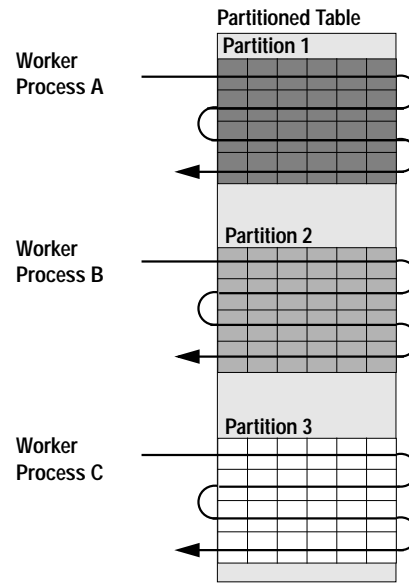 Partitioned Table
Partition 1
Worker
Process A
Partition 2
Worker
Process B
Partition 3
Worker
Process C